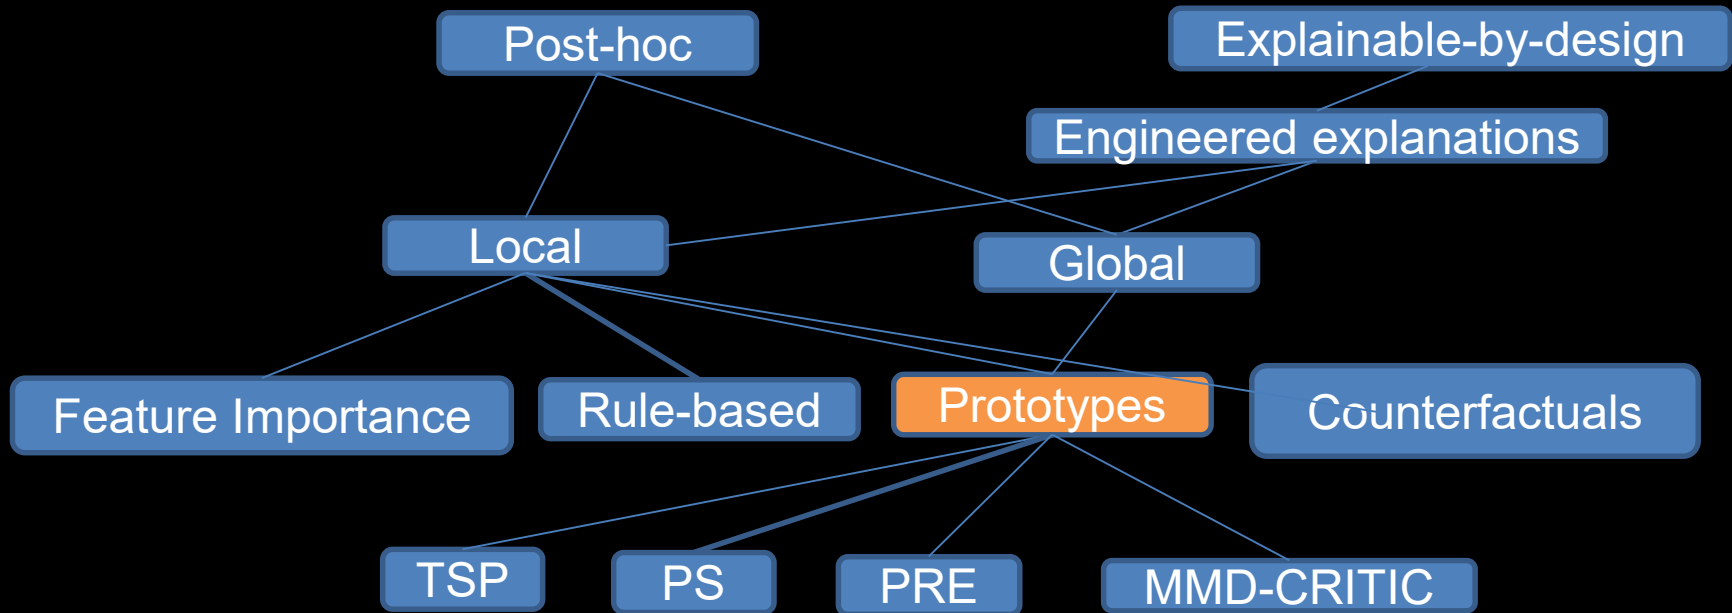 Post-hoc
Explainable-by-design
Engineered explanations
Local
Global
Feature Importance
Rule-based
Prototypes
Counterfactuals
TSP
PS
PRE
MMD-CRITIC